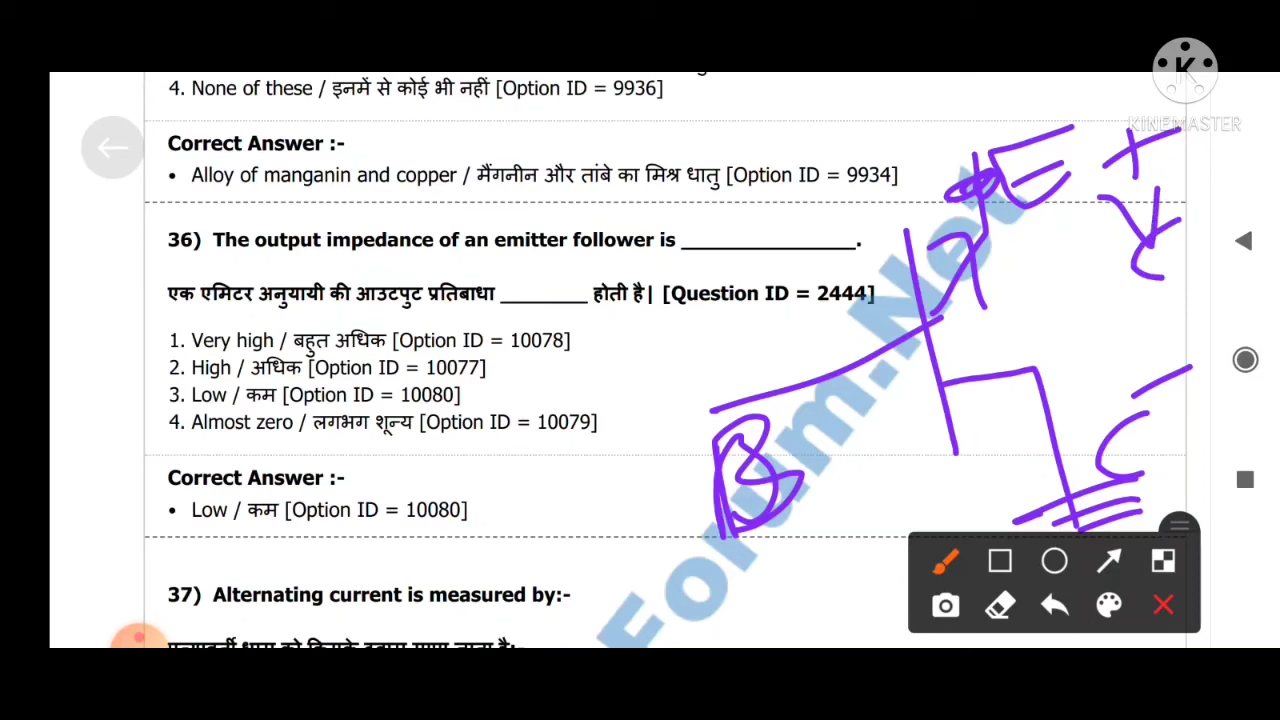 4. None of these / इनमें से कोई भी नहीं [Option ID = 9936]
KINEMASTER
Correct Answer :-
• Alloy of manganin and copper / मैंगनीन और तांबे का मिश्र धातु [Option ID = 9934]
E +
36) The output impedance of an emitter follower is ________________.
एक एमिटर अनुयायी की आउटपुट प्रतिबाधा ________ होती है| [Question ID = 2444]
1. Very high / बहुत अधिक [Option ID = 10078]
2. High / अधिक [Option ID = 10077]
3. Low / कम [Option ID = 10080]
4. Almost zero / लगभग शून्य [Option ID = 10079]
B
C
Correct Answer :-
• Low / कम [Option ID = 10080]
Forum.Net
37) Alternating current is measured by:-